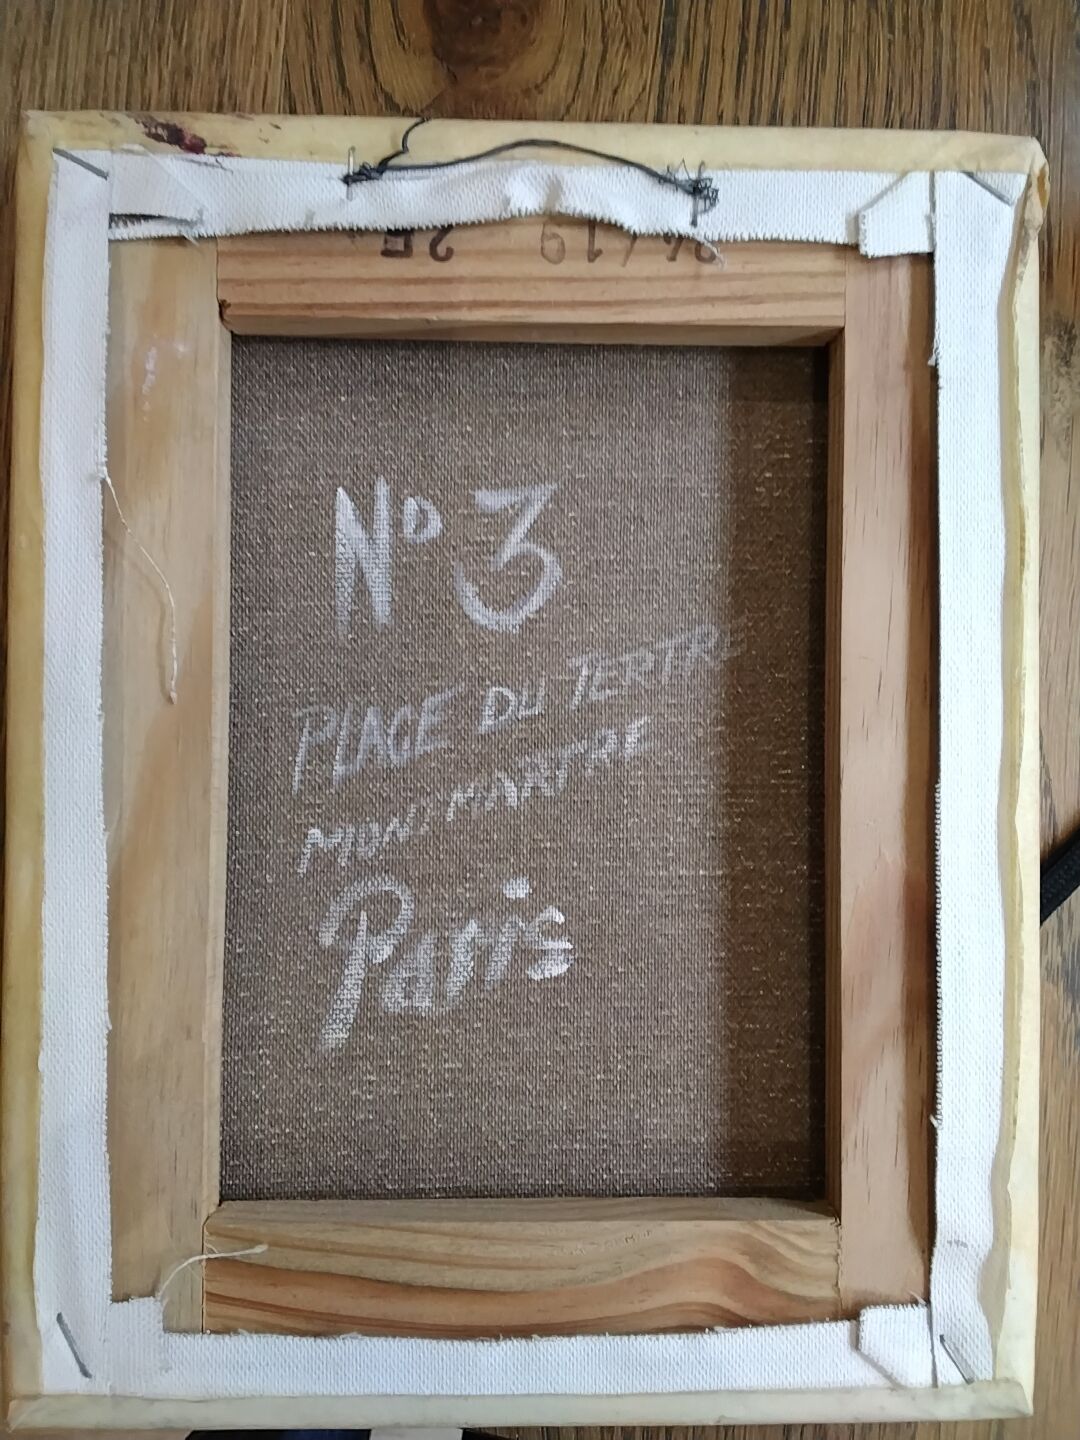 No 3
PLACE DU TERTRE
MONTMARTRE
Paris